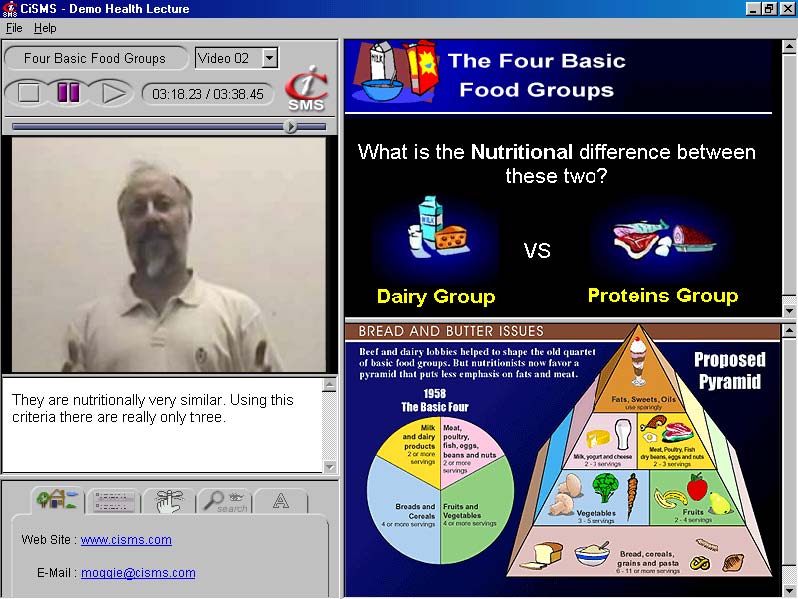 CiSMS - Demo Health Lecture
File Help
Four Basic Food Groups
Video 02
03:18.23 / 03:38.45
i
SMS
They are nutritionally very similar. Using this
criteria there are really only three.
search
A
Web Site : www.cisms.com
E-Mail : moggie@cisms.com
The Four Basic
Food Groups
What is the Nutritional difference between
these two?
VS
Dairy Group
Proteins Group
BREAD AND BUTTER ISSUES
Beef and dairy lobbies helped to shape the old quartet
of basic food groups. But nutritionists now favor a
pyramid that puts less emphasis on fats and meat.
1958
The Basic Four
Milk
and dairy
products
2 or more
servings
Meat,
poultry,
fish, eggs,
beans and nuts
2 or more
servings
Breads and
Cereals
4 or more servings
Fruits and
Vegetables
4 or more servings
Proposed
Pyramid
Fats, Sweets, Oils
use sparingly
Milk, yogurt and cheese
2 - 3 servings
Meat, Poultry, Fish
dry beans, eggs and nuts
2 - 3 servings
Vegetables
3 - 5 servings
Fruits
2 - 4 servings
Bread, cereals,
grains and pasta
6 - 11 or more servings